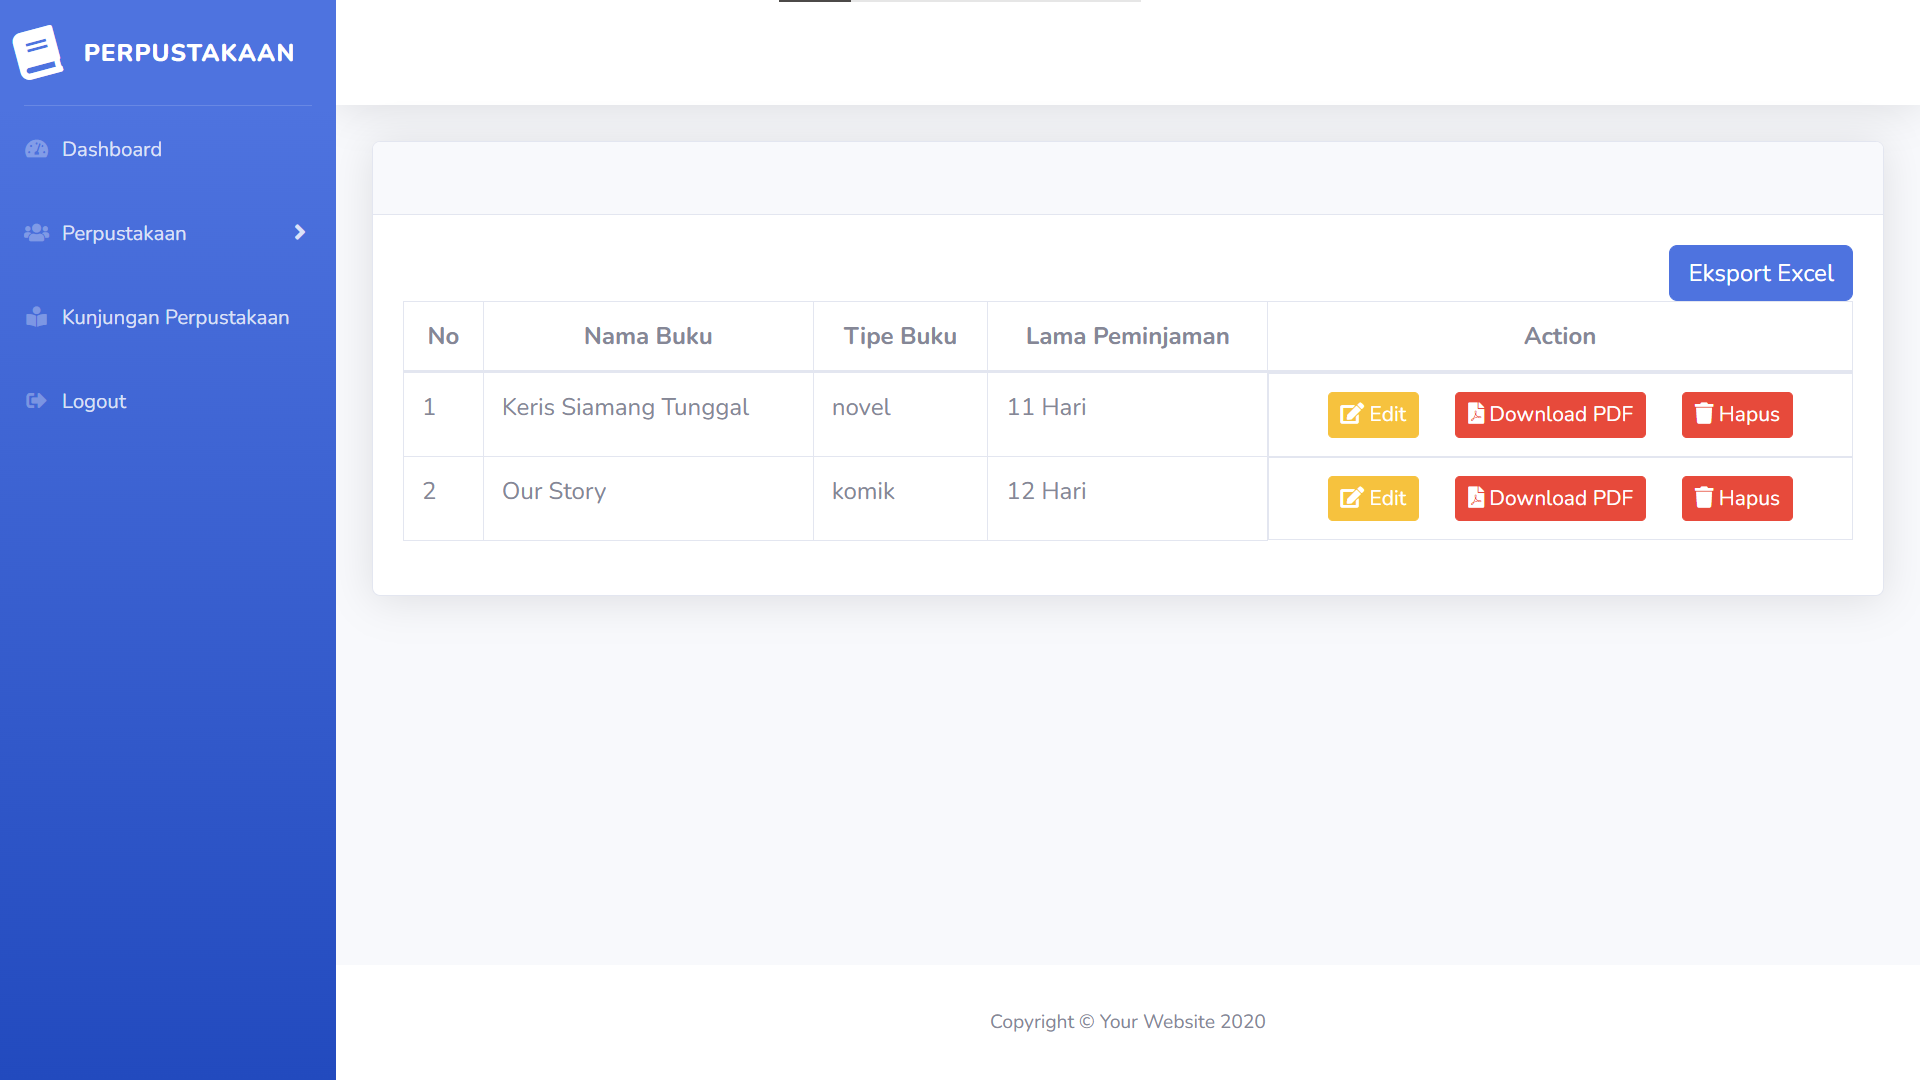 PERPUSTAKAAN
Dashboard
Perpustakaan
Kunjungan Perpustakaan
Logout
Eksport Excel
No Nama Buku Tipe Buku Lama Peminjaman Action
1 Keris Siamang Tunggal novel 11 Hari Edit Download PDF Hapus
2 Our Story komik 12 Hari Edit Download PDF Hapus
Copyright © Your Website 2020